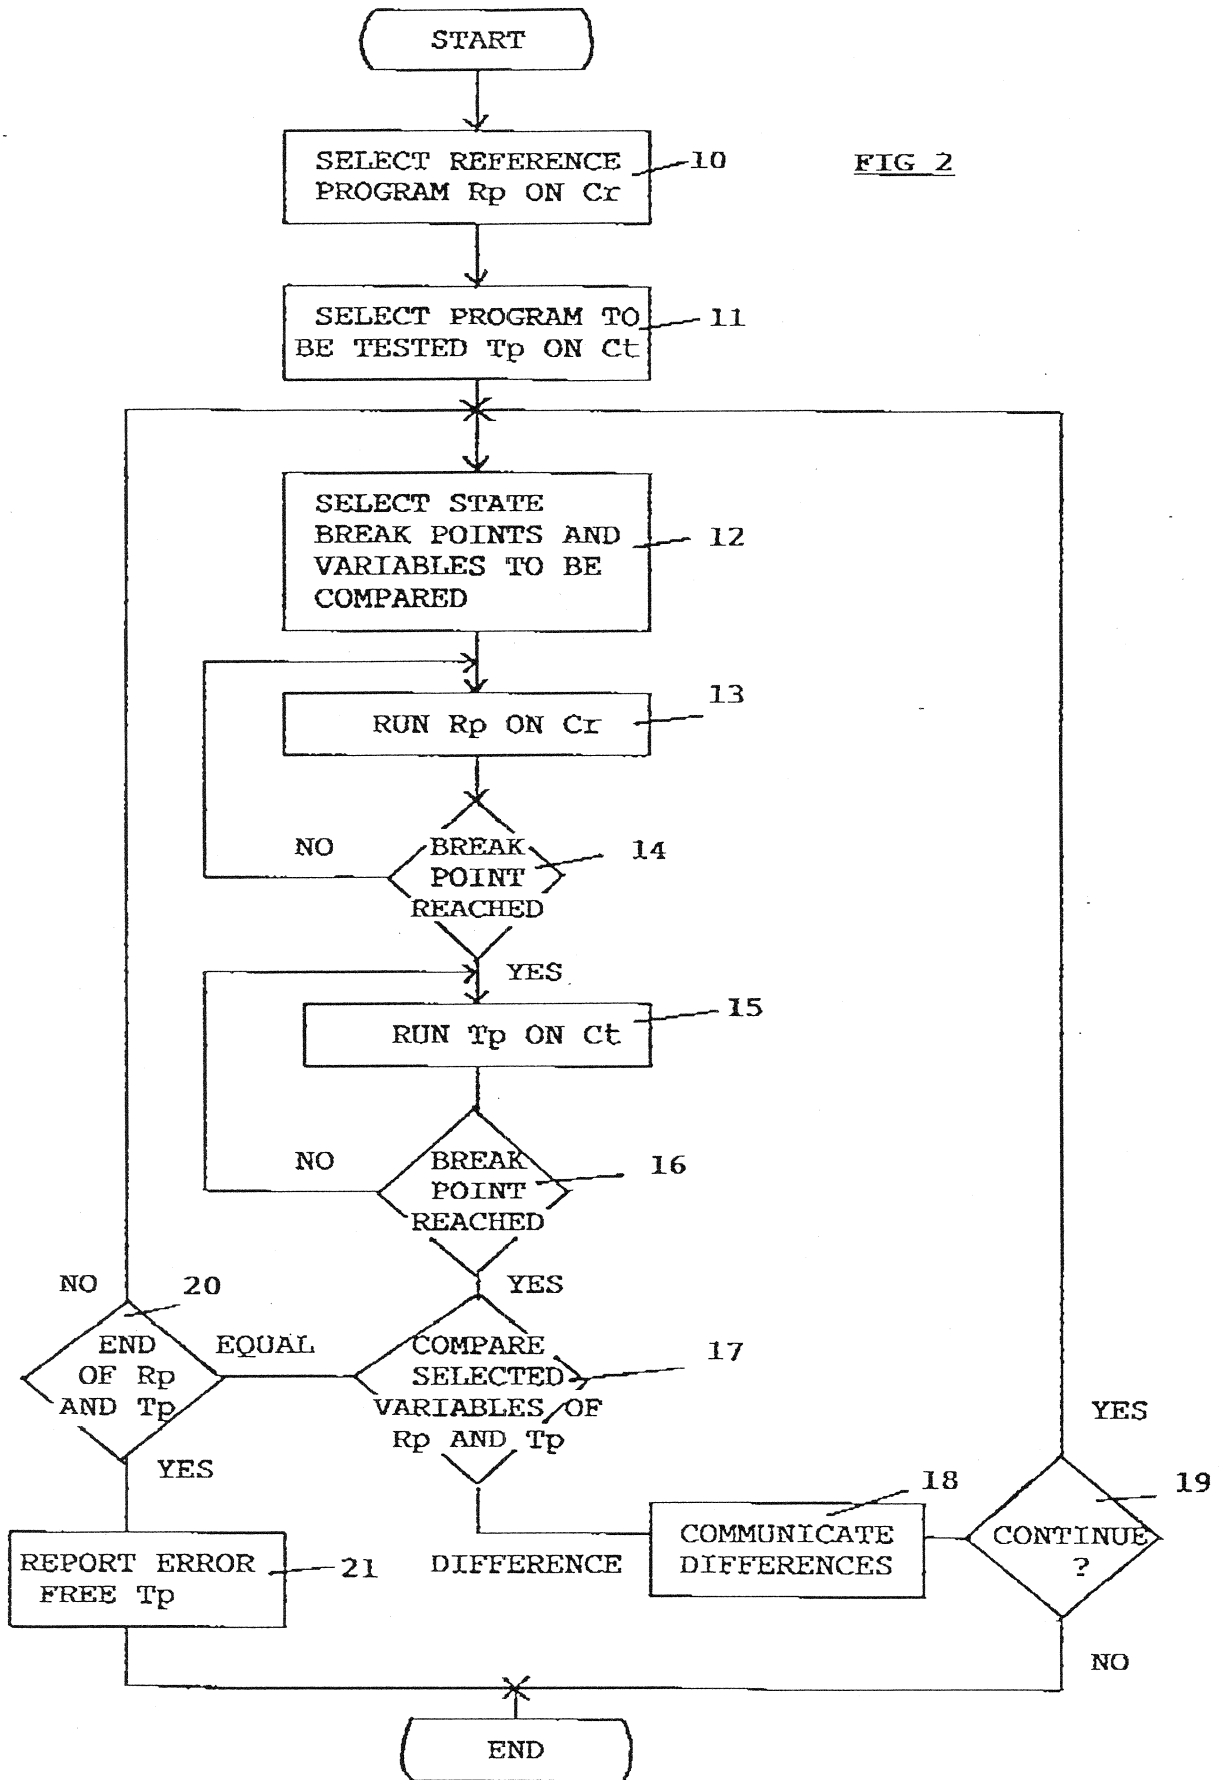 START
SELECT REFERENCE
PROGRAM Rp ON Cr
10
FIG 2
SELECT PROGRAM TO
BE TESTED Tp ON Ct
11
SELECT STATE
BREAK POINTS AND
VARIABLES TO BE
COMPARED
12
RUN Rp ON Cr
13
NO
BREAK
POINT
REACHED
14
YES
RUN Tp ON Ct
15
NO
BREAK
POINT
REACHED
16
YES
NO
20
END
OF Rp
AND Tp
EQUAL
COMPARE
SELECTED
VARIABLES OF
Rp AND Tp
17
YES
YES
18
19
COMMUNICATE
DIFFERENCES
CONTINUE
?
DIFFERENCE
REPORT ERROR
FREE Tp
21
NO
END